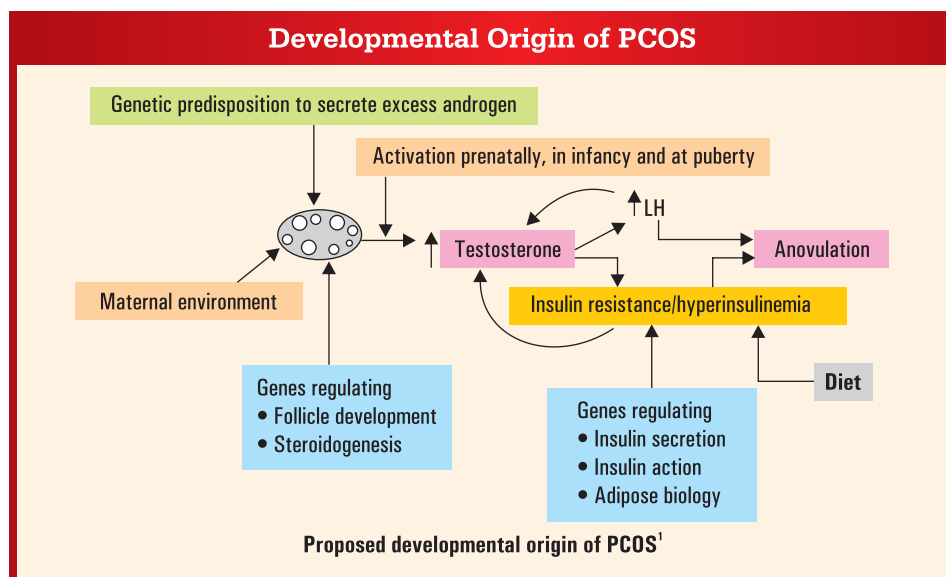 Developmental Origin of PCOS
Genetic predisposition to secrete excess androgen
Activation prenatally, in infancy and at puberty
LH
Testosterone
Anovulation
Maternal environment
Insulin resistance/hyperinsulinemia
Diet
Genes regulating
• Follicle development
• Steroidogenesis
Genes regulating
• Insulin secretion
• Insulin action
• Adipose biology
Proposed developmental origin of PCOS¹